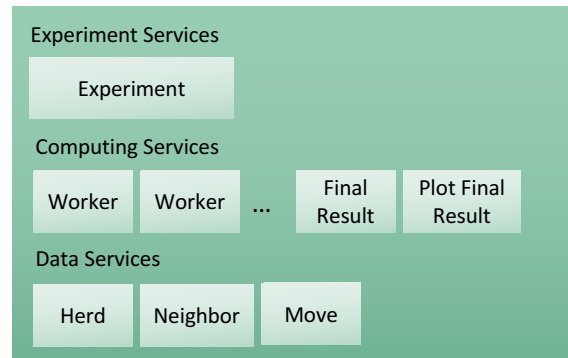 Experiment Services
Experiment
Computing Services
Worker
Worker
...
Final
Result
Plot Final
Result
Data Services
Herd
Neighbor
Move